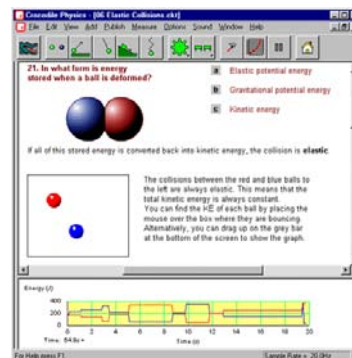 Crocodile Physics - [06 Elastic Collisions.ckt]
File Edit View Add Publish Measure Options Sound Window Help
21. In what form is energy
stored when a ball is deformed?
a Elastic potential energy
b Gravitational potential energy
c Kinetic energy
If all of this stored energy is converted back into kinetic energy, the collision is elastic.
The collisions between the red and blue balls to
the left are always elastic. This means that the
total kinetic energy is always constant.
You can find the KE of each ball by placing the
mouse over the box where they are bouncing.
Alternatively, you can drag up on the grey bar
at the bottom of the screen to show the graph.
Energy (J)
400
200
0
0 2 4 6 8 10 12 14 16 18 20
Time (s)
For Help press F1
Sample Rate = 20.0Hz